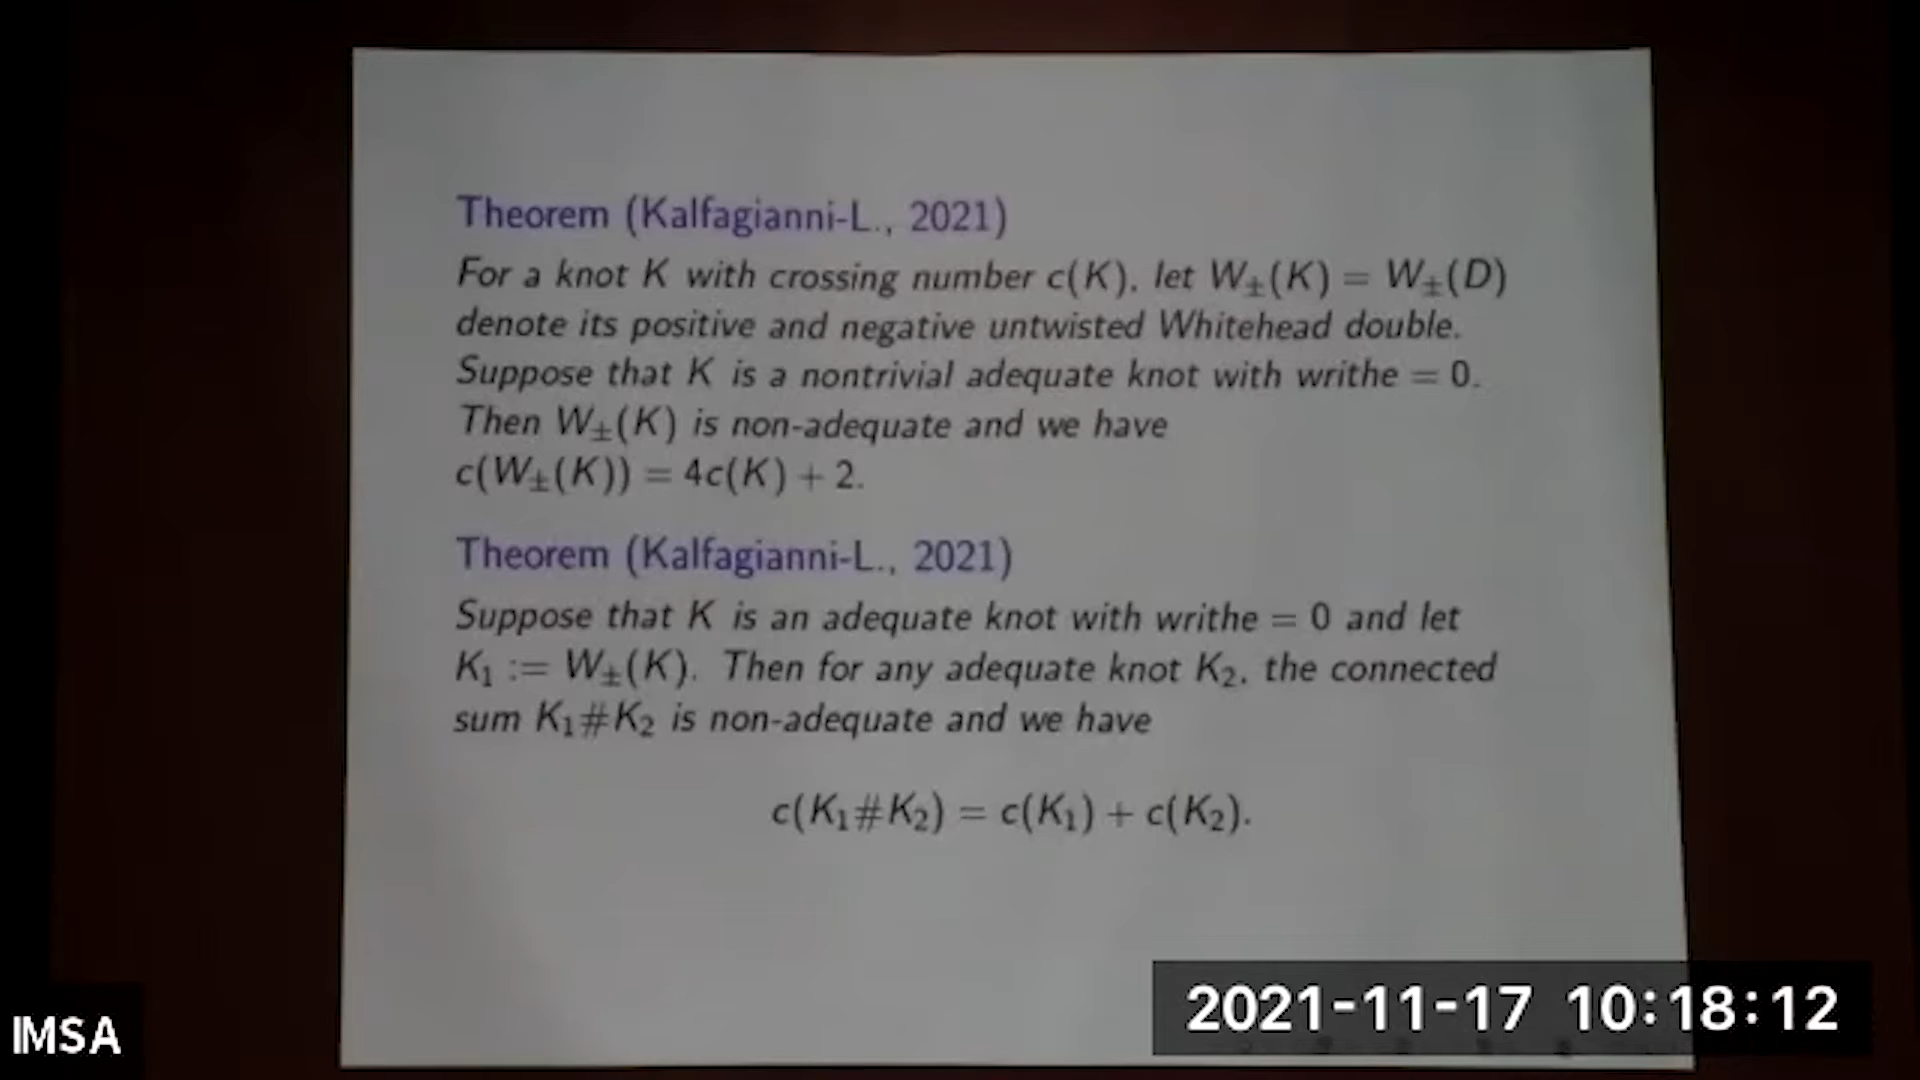 Theorem (Kalfagianni-L., 2021)
For a knot K with crossing number c(K), let W±(K) = W±(D)
denote its positive and negative untwisted Whitehead double.
Suppose that K is a nontrivial adequate knot with writhe = 0.
Then W±(K) is non-adequate and we have
c(W±(K)) = 4c(K) + 2.
Theorem (Kalfagianni-L., 2021)
Suppose that K is an adequate knot with writhe = 0 and let
K₁ := W±(K). Then for any adequate knot K₂, the connected
sum K₁#K₂ is non-adequate and we have
c(K₁#K₂) = c(K₁) + c(K₂).
2021-11-17 10:18:12
IMSA